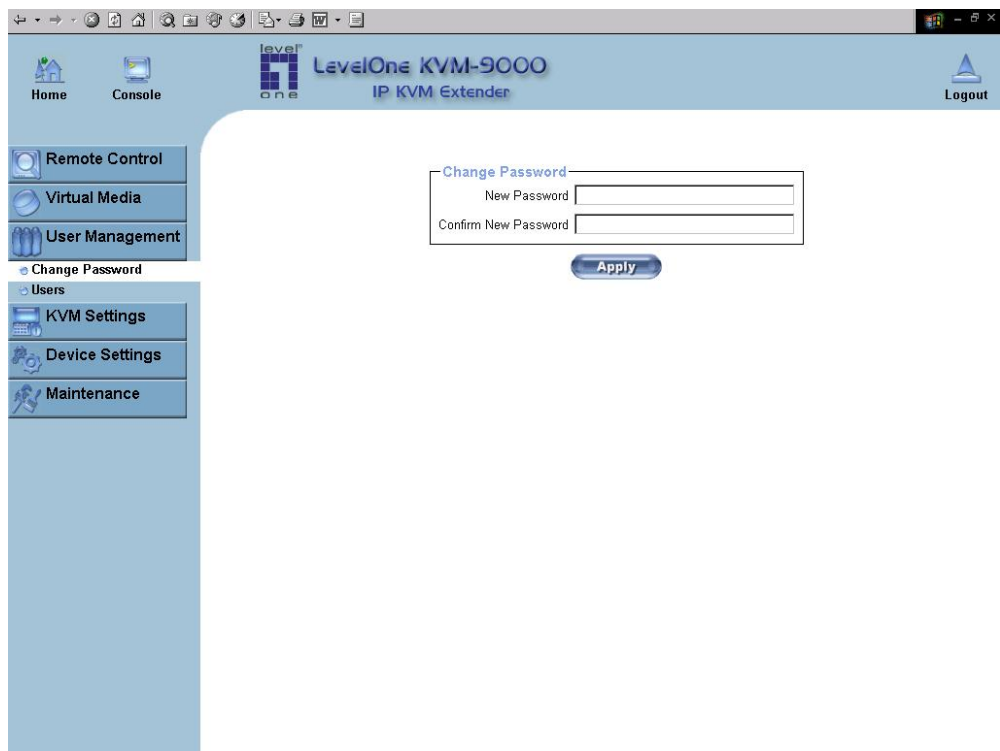 level
one
LevelOne KVM-9000
IP KVM Extender
Home
Console
Logout
Remote Control
Virtual Media
User Management
Change Password
Users
KVM Settings
Device Settings
Maintenance
Change Password
New Password
Confirm New Password
Apply